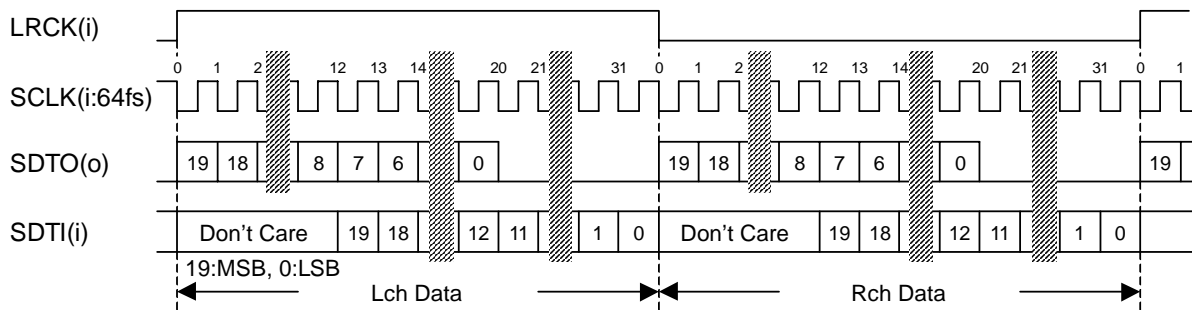 LRCK(i)
0 1 2 12 13 14 20 21 31 0 1 2 12 13 14 20 21 31 0 1
SCLK(i:64fs)
SDTO(o) 19 18 8 7 6 0 19 18 8 7 6 0 19
SDTI(i) Don't Care 19 18 12 11 1 0 Don't Care 19 18 12 11 1 0
19:MSB, 0:LSB
Lch Data Rch Data